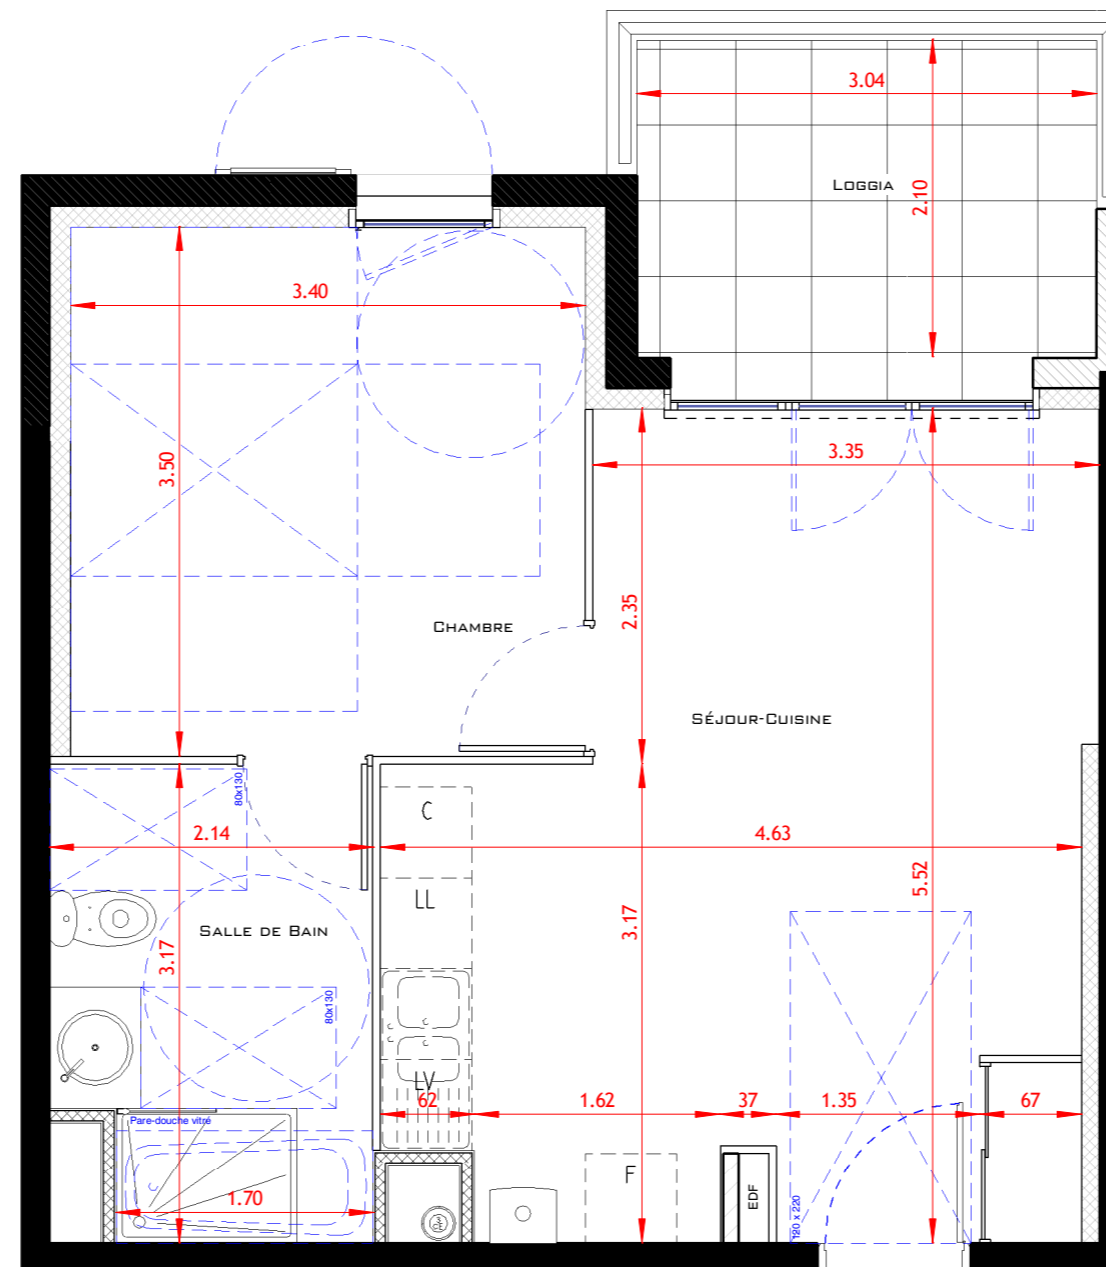 3.04
LOGGIA
2.10
3.40
3.50
3.35
2.35
CHAMBRE
SÉJOUR-CUISINE
80x130
C
2.14
4.63
LL
5.52
3.17
SALLE DE BAIN
3.17
80x130
LV
62
1.62
37
1.35
67
Pare-douche vitré
F
EDF
120 x 220
1.70